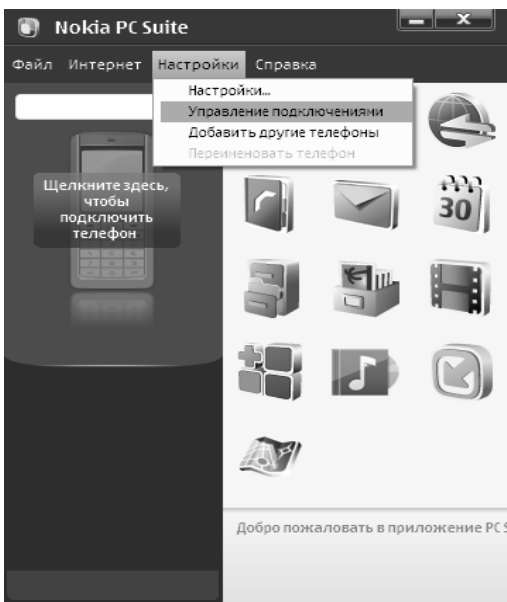 Nokia PC Suite
Файл Интернет Настройки Справка
Настройки...
Управление подключениями
Добавить другие телефоны
Переименовать телефон
Щелкните здесь,
чтобы
подключить
телефон
30
Добро пожаловать в приложение PC S